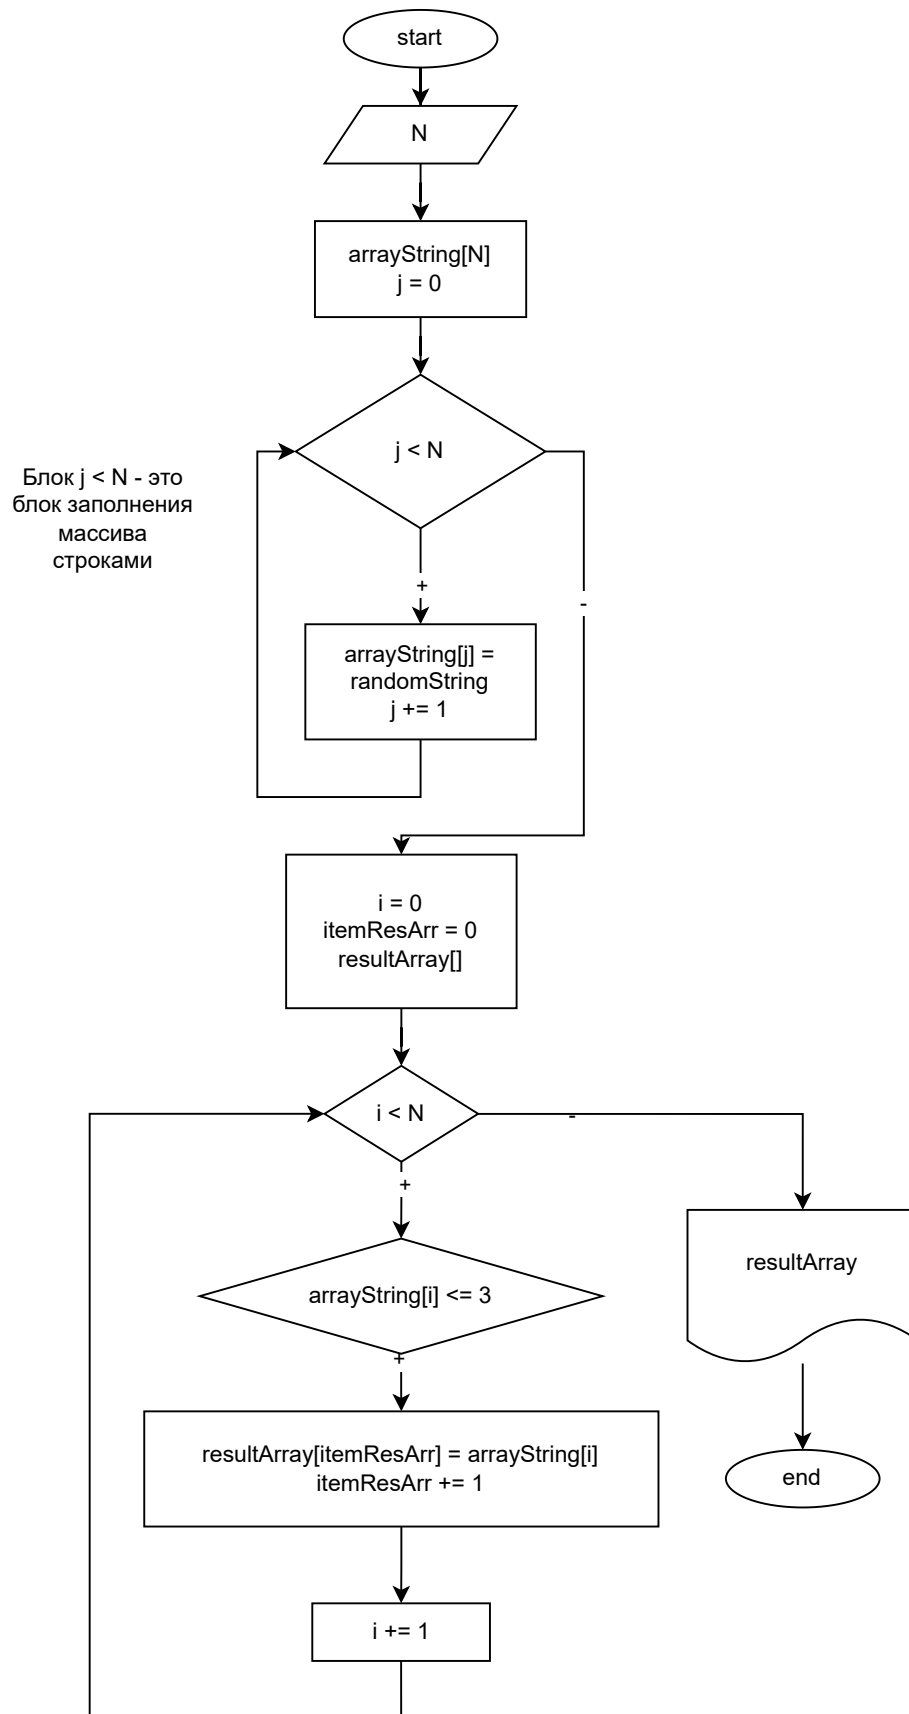 start
N
arrayString[N]
j = 0
j < N
Блок j < N - это
блок заполнения
массива
строками
+
-
arrayString[j] =
randomString
j += 1
i = 0
itemResArr = 0
resultArray[]
i < N
-
+
resultArray
arrayString[i] <= 3
+
resultArray[itemResArr] = arrayString[i]
itemResArr += 1
end
i += 1